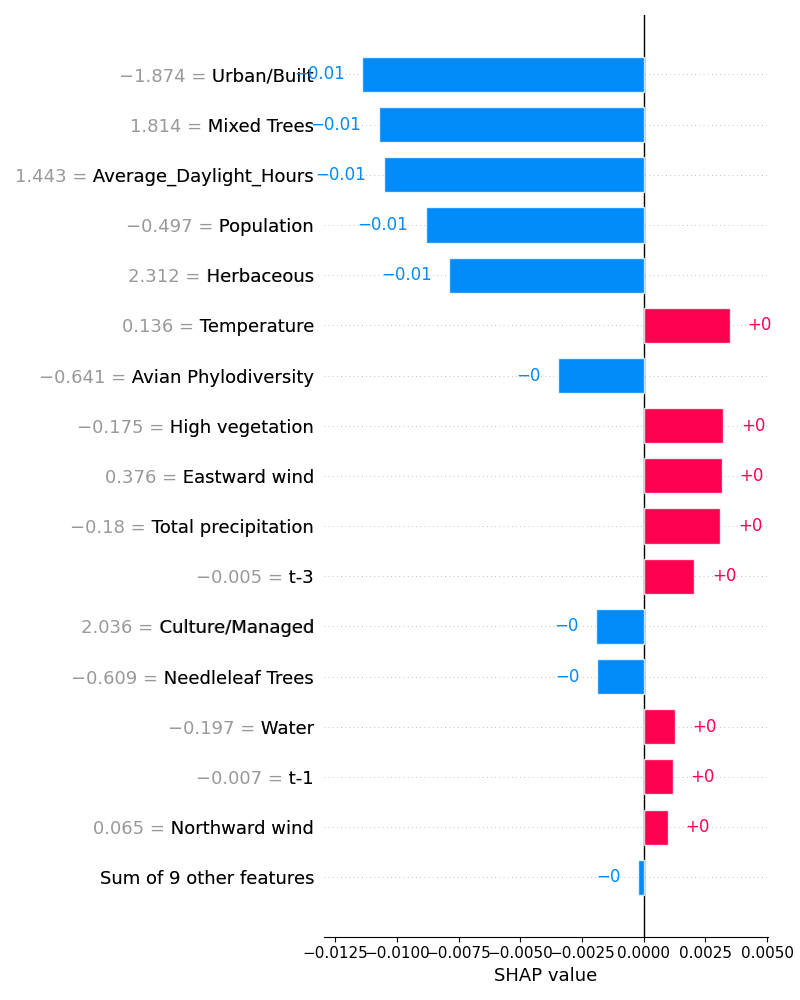 −1.874 = Urban/Built −0.01
1.814 = Mixed Trees −0.01
1.443 = Average_Daylight_Hours −0.01
−0.497 = Population −0.01
2.312 = Herbaceous −0.01
0.136 = Temperature +0
−0.641 = Avian Phylodiversity −0
−0.175 = High vegetation +0
0.376 = Eastward wind +0
−0.18 = Total precipitation +0
−0.005 = t-3 +0
2.036 = Culture/Managed −0
−0.609 = Needleleaf Trees −0
−0.197 = Water +0
−0.007 = t-1 +0
0.065 = Northward wind +0
Sum of 9 other features −0
−0.0125 −0.0100 −0.0075 −0.0050 −0.0025 0.0000 0.0025 0.0050
SHAP value